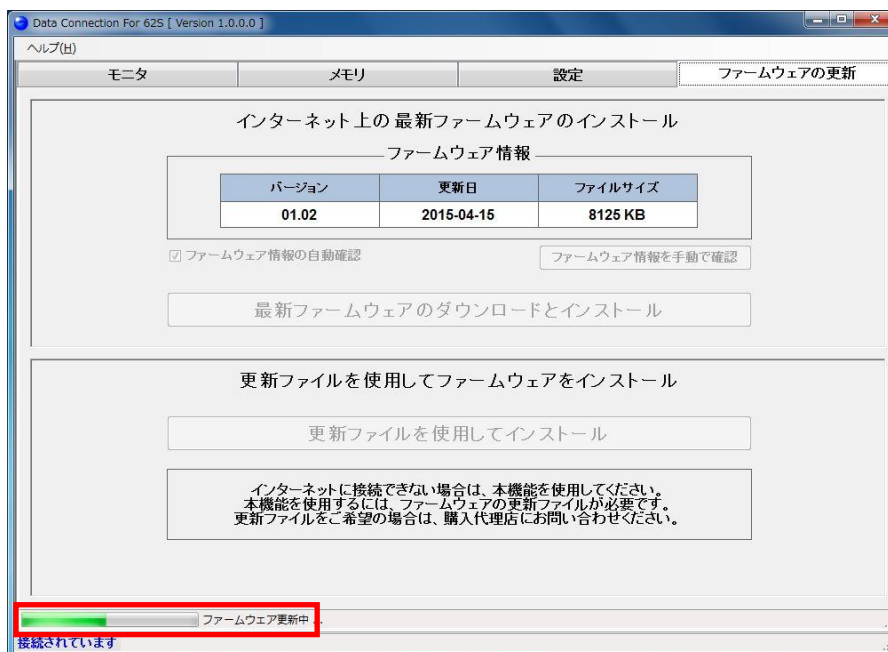 Data Connection For 62S [ Version 1.0.0.0 ]
ヘルプ(H)
モニタ メモリ 設定 ファームウェアの更新
インターネット上の最新ファームウェアのインストール
ファームウェア情報
バージョン 更新日 ファイルサイズ
01.02 2015-04-15 8125 KB
ファームウェア情報の自動確認 ファームウェア情報を手動で確認
最新ファームウェアのダウンロードとインストール
更新ファイルを使用してファームウェアをインストール
更新ファイルを使用してインストール
インターネットに接続できない場合は、本機能を使用してください。
本機能を使用するには、ファームウェアの更新ファイルが必要です。
更新ファイルをご希望の場合は、購入代理店にお問い合わせください。
ファームウェア更新中...
接続されています